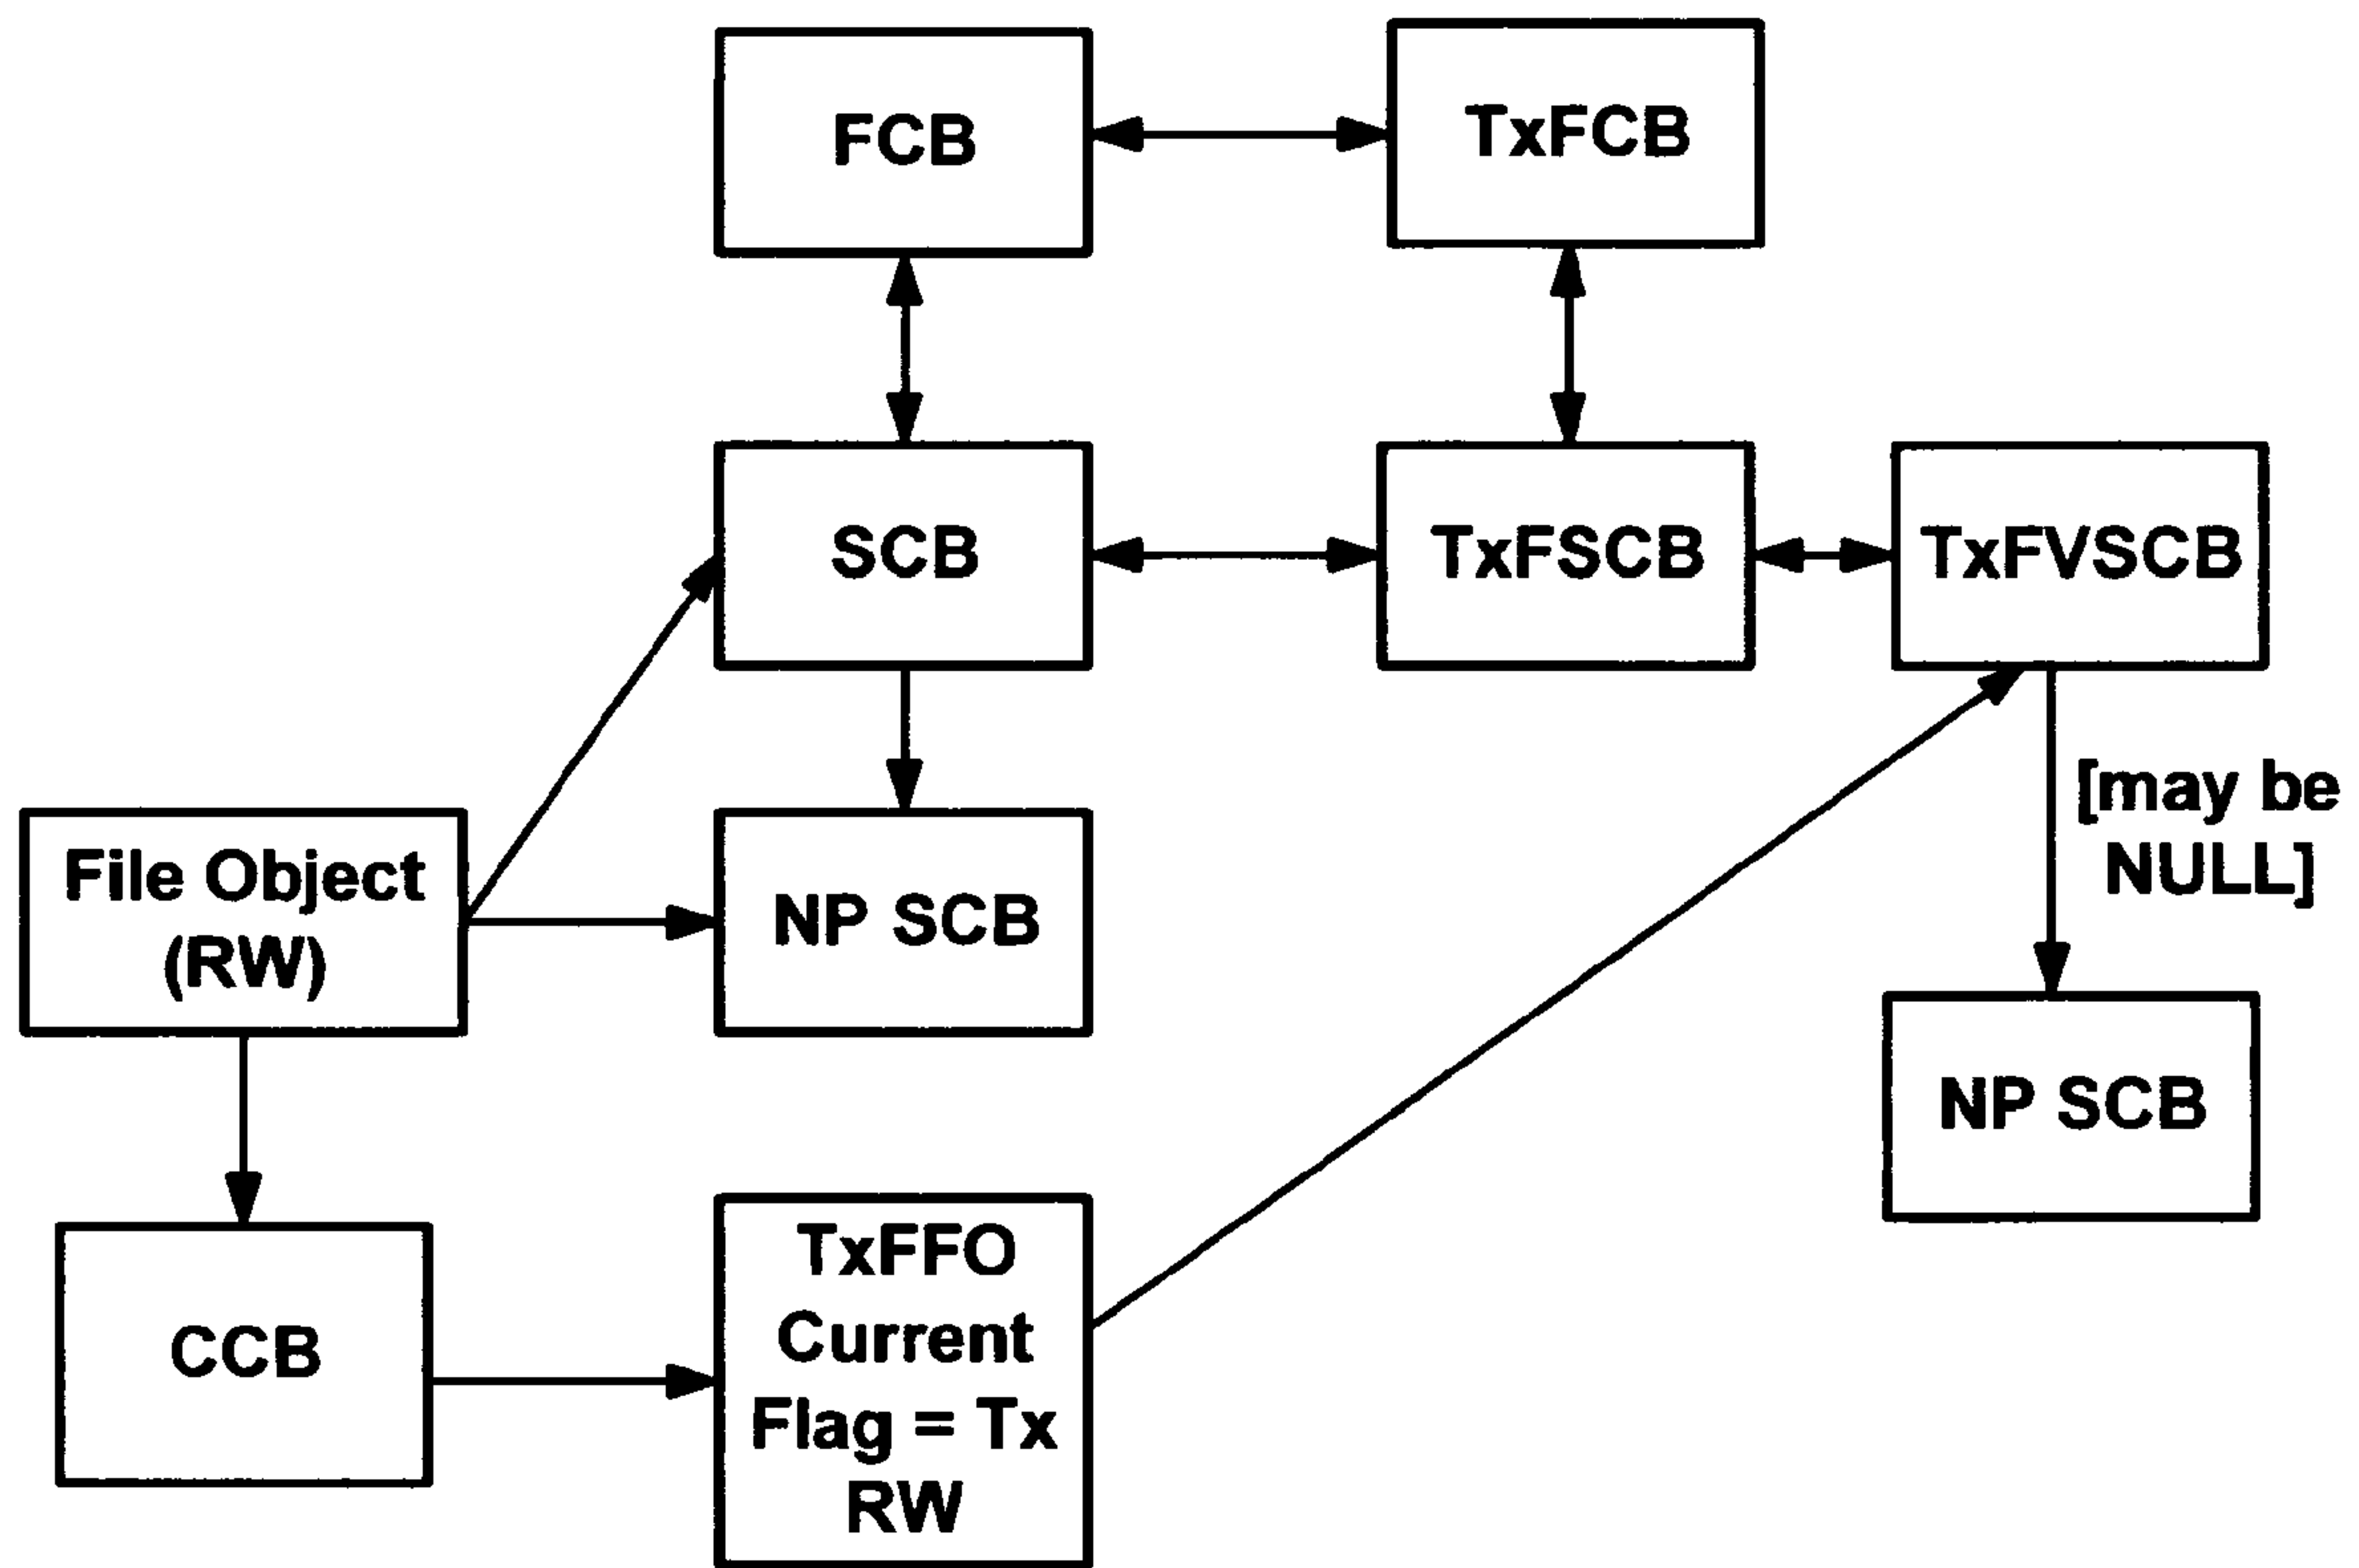 FCB
TxFCB
SCB
TxFSCB
TxFVSCB
[may be
NULL]
File Object
(RW)
NP SCB
NP SCB
CCB
TxFFO
Current
Flag = Tx
RW